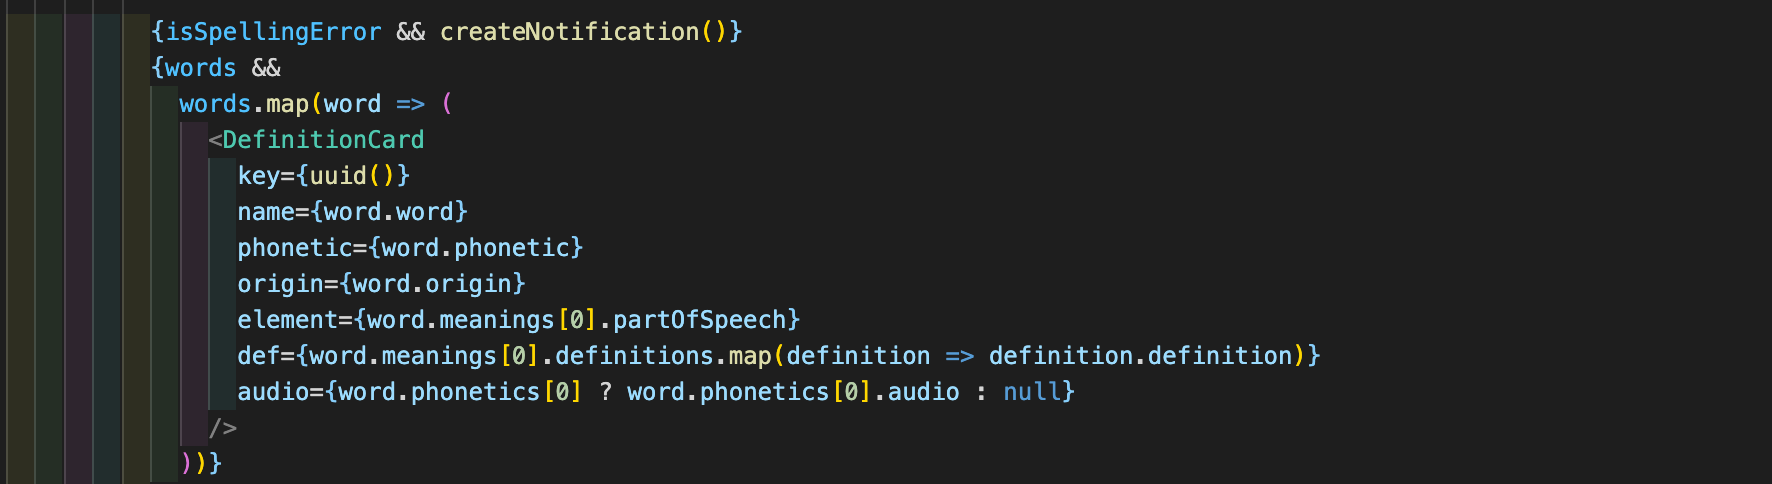 {isSpellingError && createNotification()}
{words &&
words.map(word => (
<DefinitionCard
key={uuid()}
name={word.word}
phonetic={word.phonetic}
origin={word.origin}
element={word.meanings[0].partOfSpeech}
def={word.meanings[0].definitions.map(definition => definition.definition)}
audio={word.phonetics[0] ? word.phonetics[0].audio : null}
/>
))}